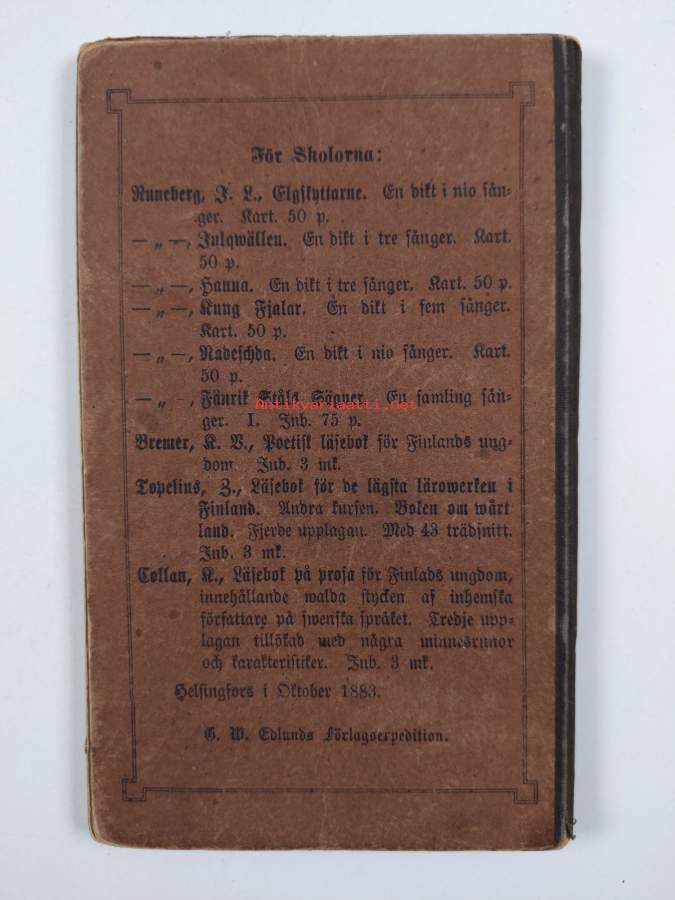 För Skolorna:
Runeberg, J. L., Elgskyttarne. En dikt i nio sån-
ger. Kart. 50 p.
— „ —, Julqwällen. En dikt i tre sånger. Kart.
50 p.
— „ —, Hanna. En dikt i tre sånger. Kart. 50 p.
— „ —, Kung Fjalar. En dikt i fem sånger.
Kart. 50 p.
— „ —, Nadeschda. En dikt i nio sånger. Kart.
50 p.
— „ —, Fänrik Ståls Sägner. En samling sån-
Antikvariaatti.net
ger. I. Inb. 75 p.
Bremer, K. V., Poetisk läsebok för Finlands ung-
dom. Inb. 3 mk.
Topelius, Z., Läsebok för de lägsta lärowerken i
Finland. Andra kursen. Boken om wårt
land. Fjerde upplagan. Med 43 trädsnitt.
Inb. 3 mk.
Collan, K., Läsebok på prosa för Finlads ungdom,
innehållande walda stycken af inhemska
författare på swenska språket. Tredje upp-
lagan tillökad med några minnesrunor
och karakteristiker. Inb. 3 mk.
Helsingfors i Oktober 1883.
G. W. Edlunds Förlagsexpedition.